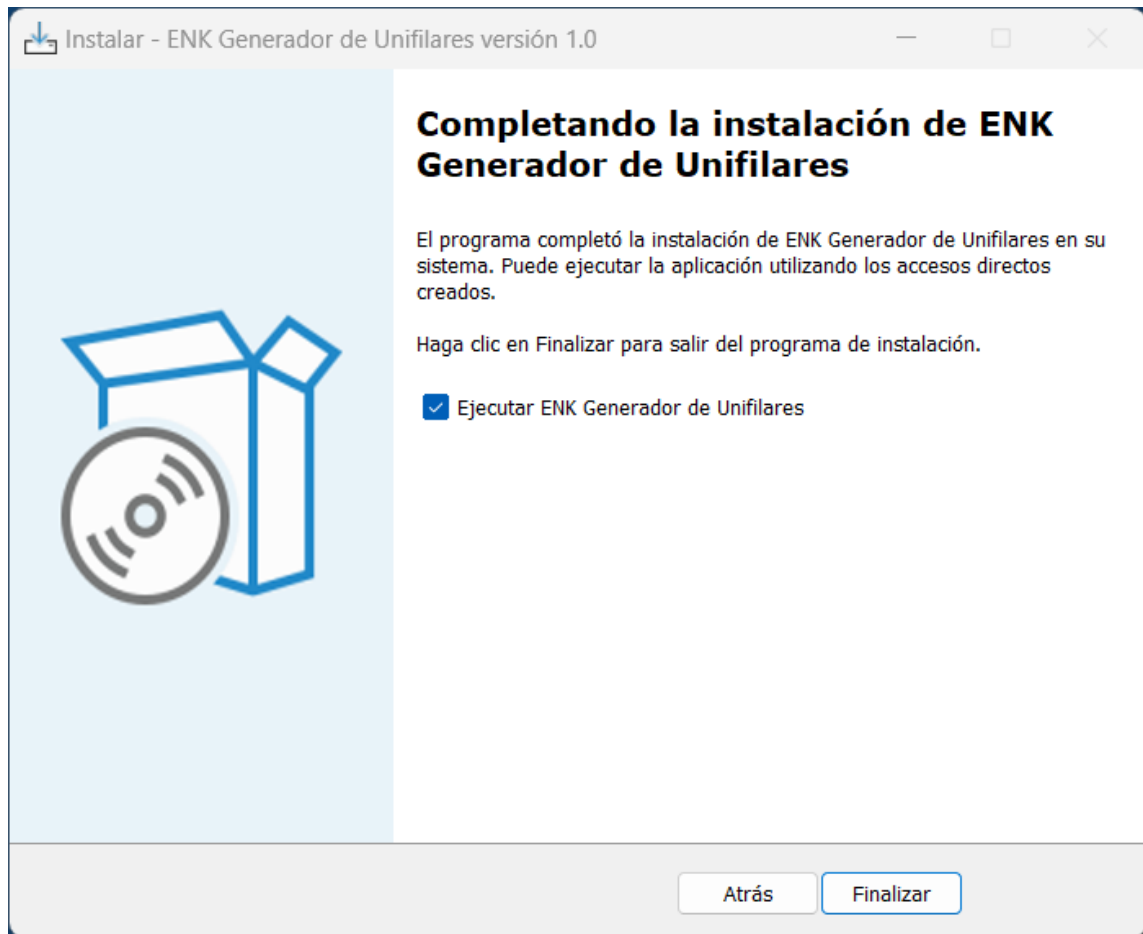 Instalar - ENK Generador de Unifilares versión 1.0
Completando la instalación de ENK
Generador de Unifilares
El programa completó la instalación de ENK Generador de Unifilares en su
sistema. Puede ejecutar la aplicación utilizando los accesos directos
creados.
Haga clic en Finalizar para salir del programa de instalación.
Ejecutar ENK Generador de Unifilares
Atrás
Finalizar